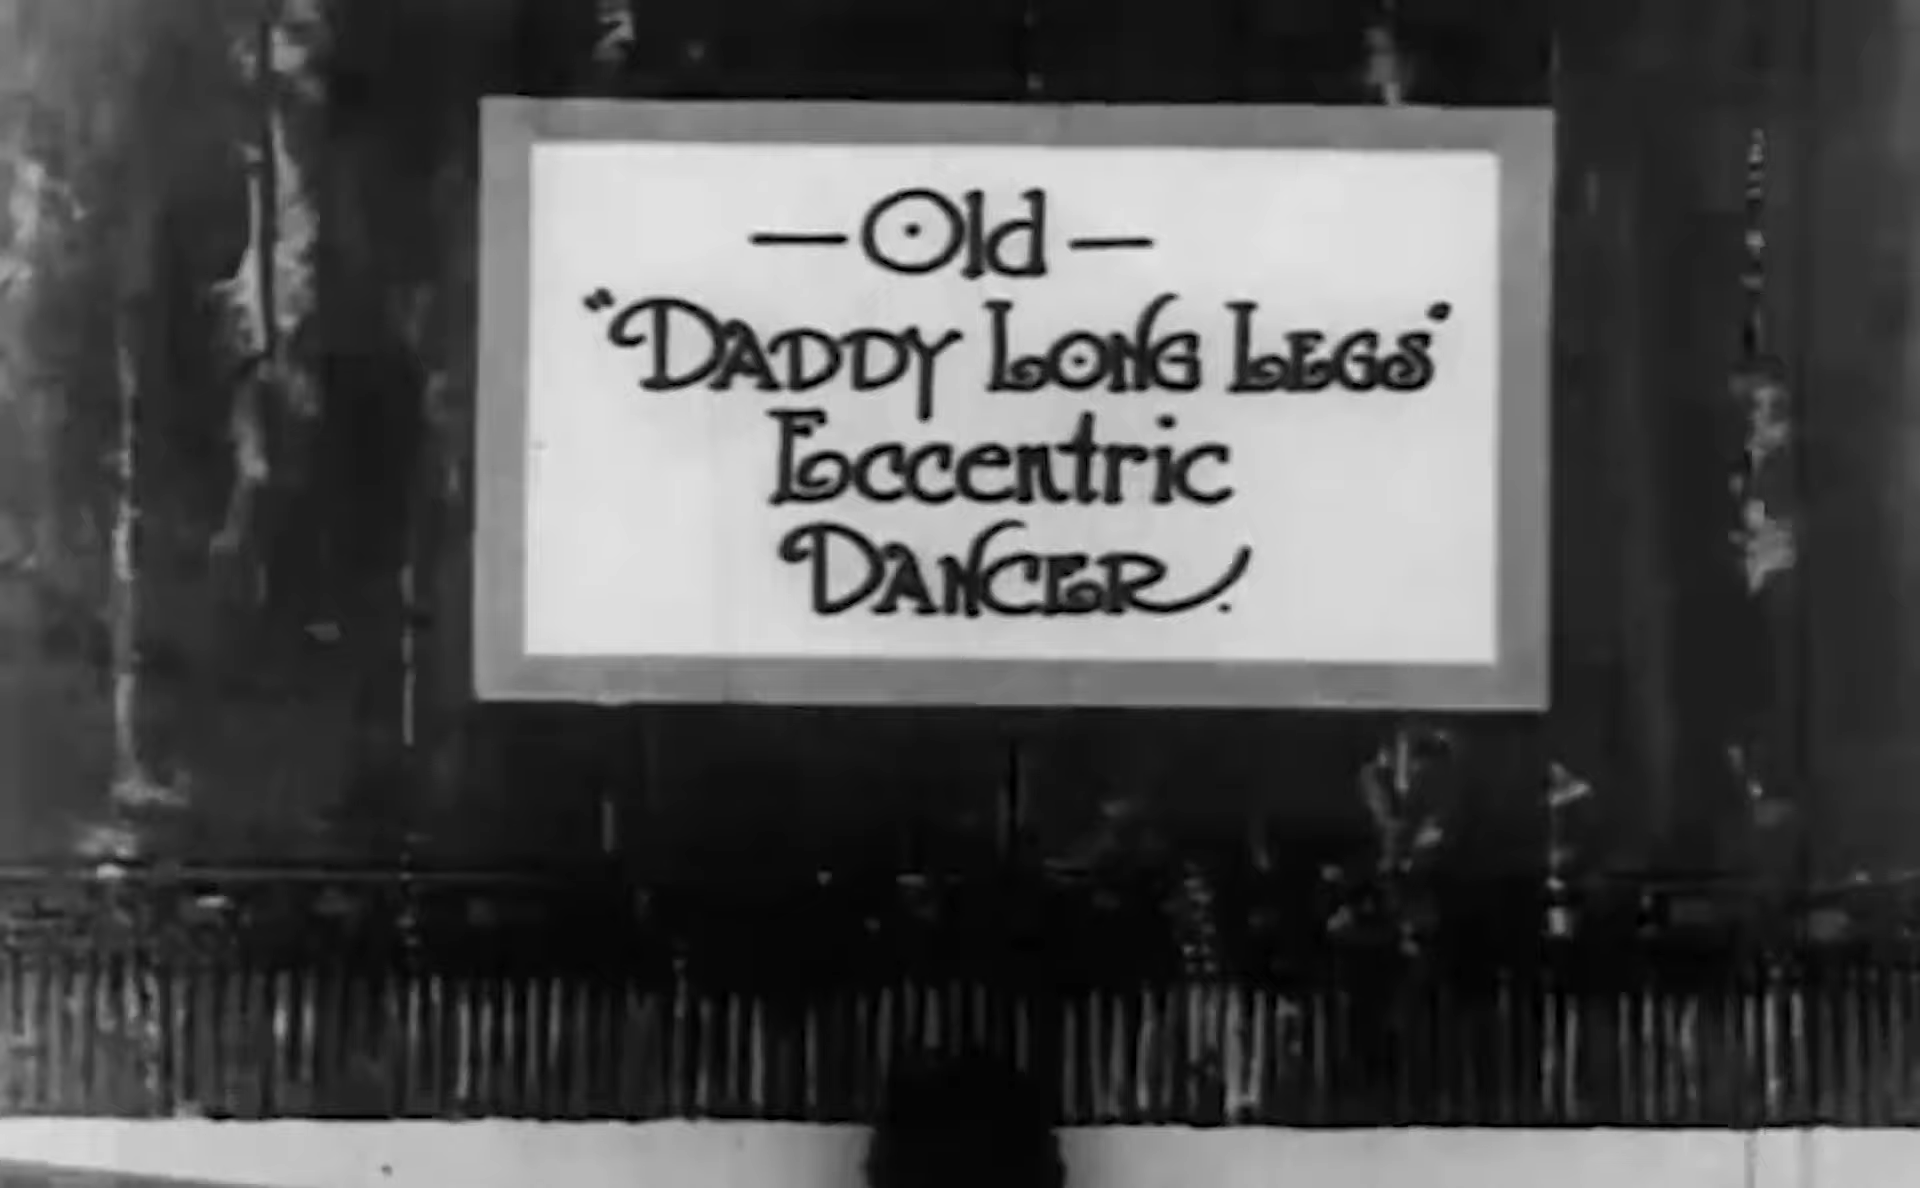 —Old—
"DADDY LONG LEGS"
Eccentric
DANCER.